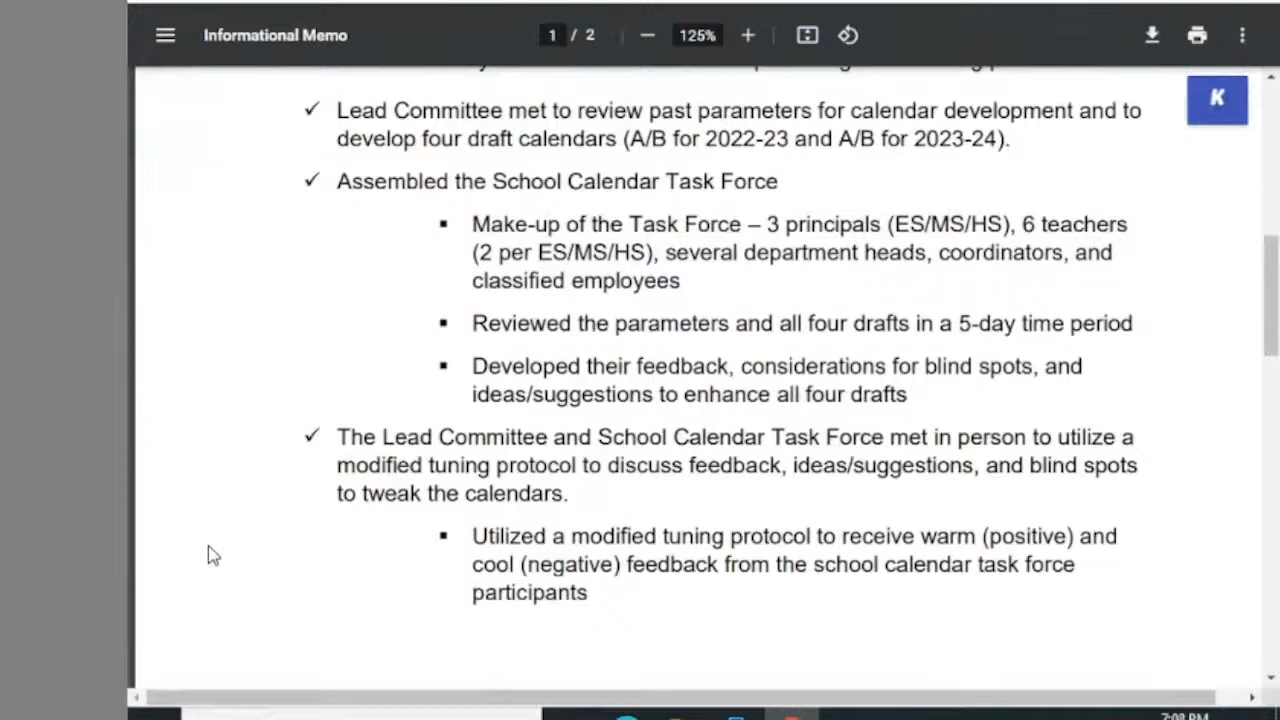 Informational Memo
1 / 2
125%
K
✓ Lead Committee met to review past parameters for calendar development and to
develop four draft calendars (A/B for 2022-23 and A/B for 2023-24).
✓ Assembled the School Calendar Task Force
▪ Make-up of the Task Force – 3 principals (ES/MS/HS), 6 teachers
(2 per ES/MS/HS), several department heads, coordinators, and
classified employees
▪ Reviewed the parameters and all four drafts in a 5-day time period
▪ Developed their feedback, considerations for blind spots, and
ideas/suggestions to enhance all four drafts
✓ The Lead Committee and School Calendar Task Force met in person to utilize a
modified tuning protocol to discuss feedback, ideas/suggestions, and blind spots
to tweak the calendars.
▪ Utilized a modified tuning protocol to receive warm (positive) and
cool (negative) feedback from the school calendar task force
participants
7:08 PM